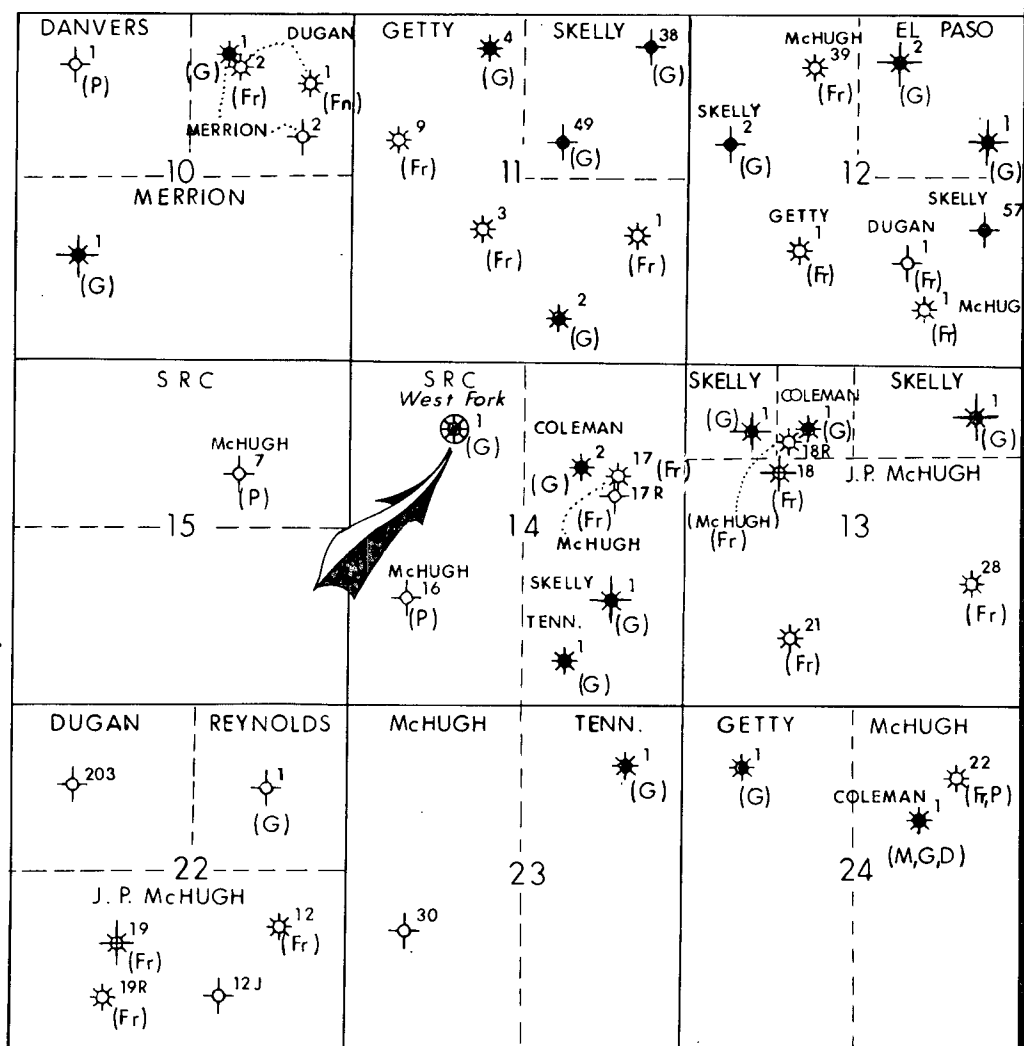 DANVERS
1
(P)
1
(G)
2
(Fr)
DUGAN
1
(Fn)
MERRION
2
10
MERRION
1
(G)
GETTY
4
(G)
SKELLY
38
(G)
9
(Fr)
49
(G)
11
3
(Fr)
1
(Fr)
2
(G)
McHUGH
39
(Fr)
EL PASO
2
(G)
SKELLY
2
(G)
1
(G)
12
SKELLY
57
GETTY
1
(Fr)
DUGAN
1
(Fr)
1
McHUG
(Fr)
SRC
McHUGH
7
(P)
15
SRC
West Fork
1
(G)
COLEMAN
2
(G)
17
(Fr)
17R
(Fr)
14
McHUGH
McHUGH
16
(P)
SKELLY
1
(G)
TENN.
1
(G)
SKELLY
(G)
1
COLEMAN
1
(G)
18R
18
(Fr)
(McHUGH)
(Fr)
SKELLY
1
(G)
J.P. McHUGH
13
28
(Fr)
21
(Fr)
DUGAN
203
REYNOLDS
1
(G)
22
J.P. McHUGH
19
(Fr)
12
(Fr)
19R
(Fr)
12J
McHUGH
TENN.
1
(G)
23
30
GETTY
1
(G)
McHUGH
22
(Fr,P)
COLEMAN
1
(M,G,D)
24